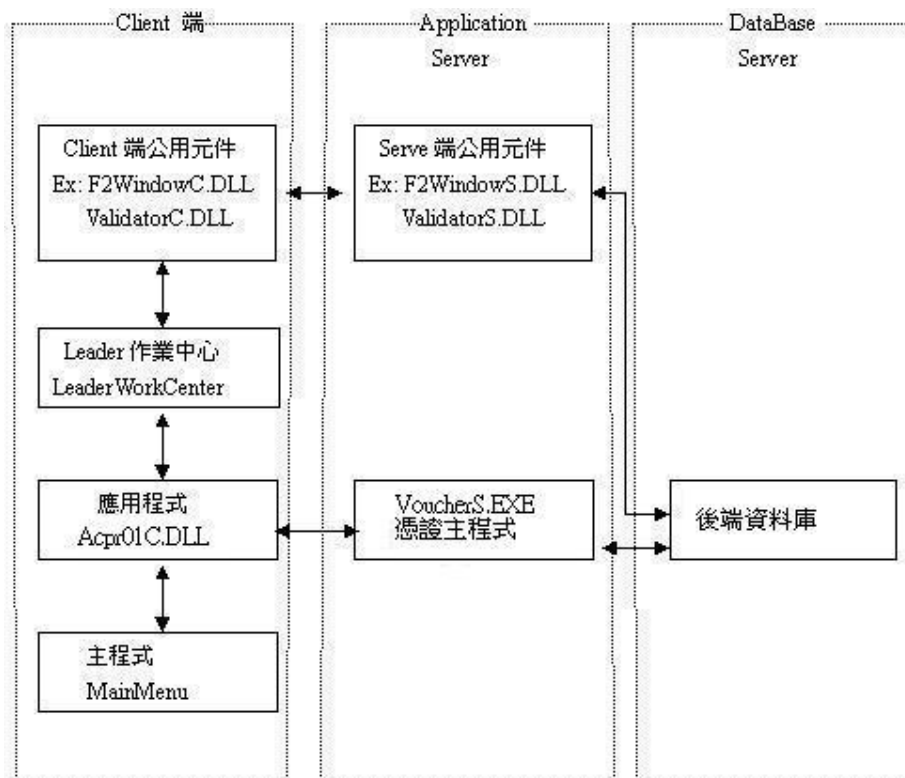 Client 端
Application
Server
DataBase
Server
Client 端公用元件
Ex: F2WindowC.DLL
ValidatorC.DLL
Serve 端公用元件
Ex: F2WindowS.DLL
ValidatorS.DLL
Leader 作業中心
LeaderWorkCenter
應用程式
Acpr01C.DLL
VoucherS.EXE
憑證主程式
後端資料庫
主程式
MainMenu